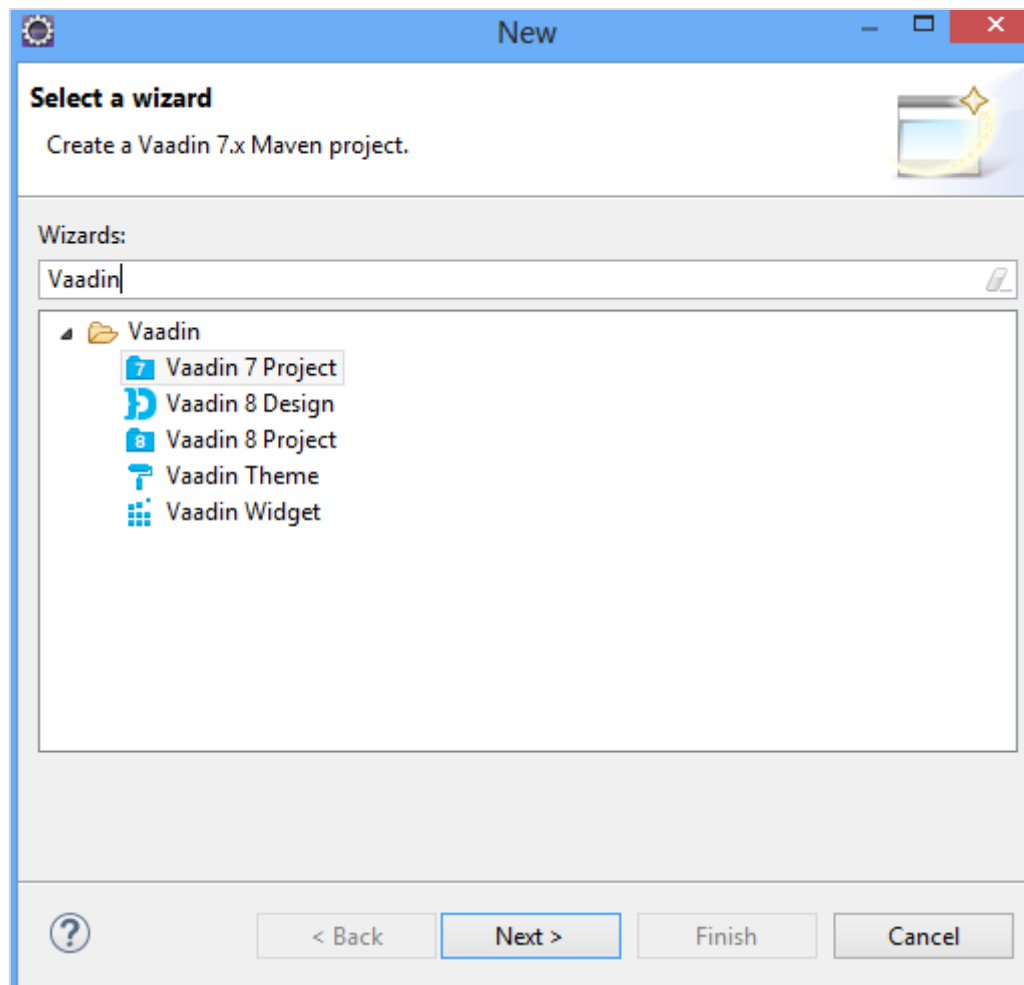 New
Select a wizard
Create a Vaadin 7.x Maven project.
Wizards:
Vaadin
Vaadin
7 Vaadin 7 Project
Vaadin 8 Design
8 Vaadin 8 Project
Vaadin Theme
Vaadin Widget
? < Back Next > Finish Cancel